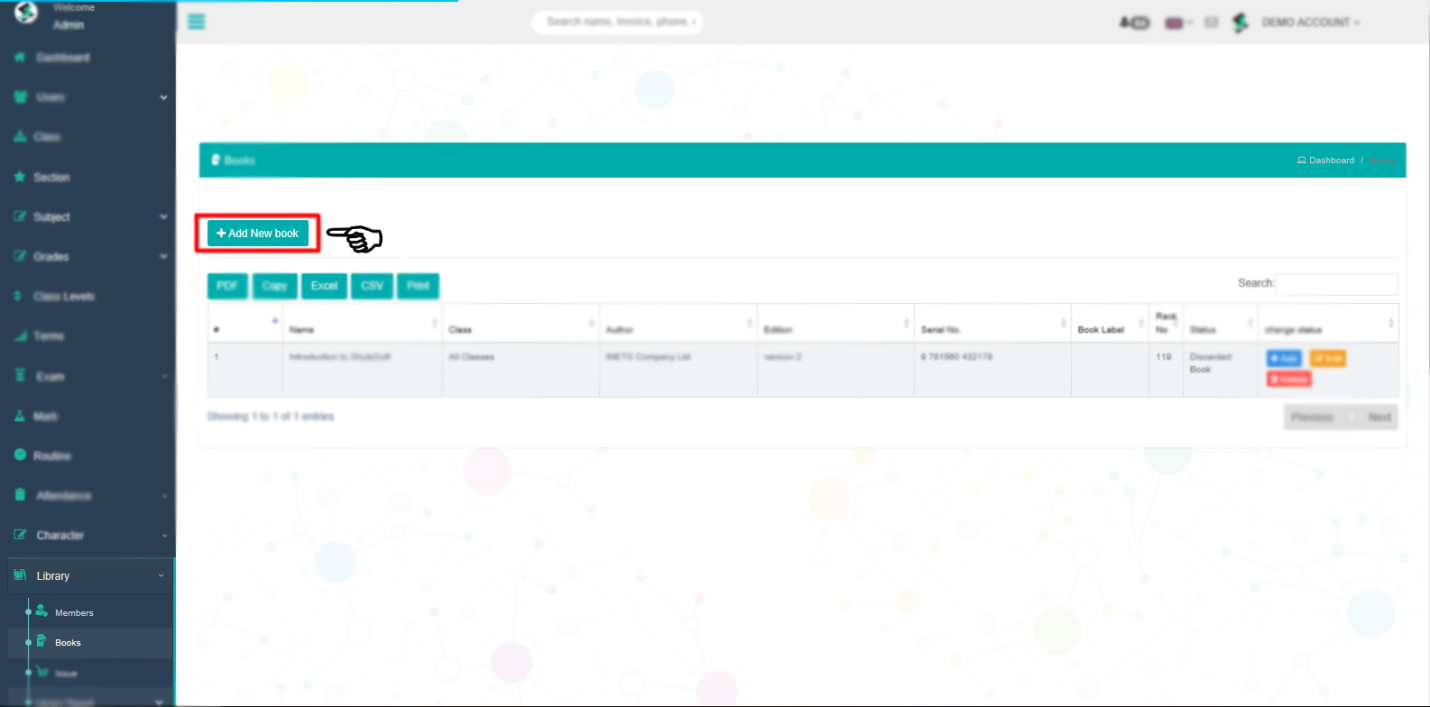 Welcome
Admin
Dashboard
Users
Class
Section
Subject
Grades
Class Levels
Terms
Exam
Mark
Routine
Attendance
Character
Library
Members
Books
Issue
Search name, Invoice, phone,
DEMO ACCOUNT
Books
Dashboard /
Add New book
PDF Copy Excel CSV Print
Search:
# Name Class Author Edition Serial No. Book Label Rack No Status change status
1 Introduction to ShuleSoft All Classes INETS Company Ltd version 2 9 781560 432179 119 Discarded Book Add Edit Delete
Showing 1 to 1 of 1 entries
Previous Next